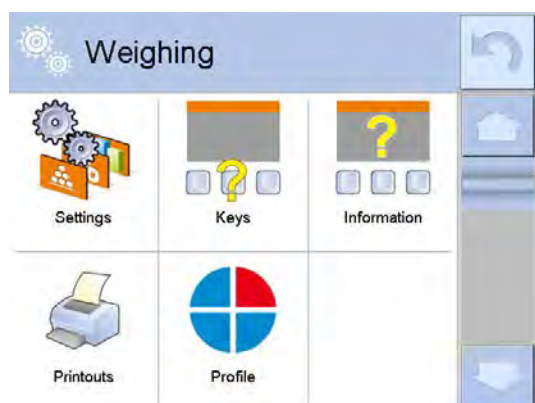 Weighing
Settings
Keys
Information
Printouts
Profile